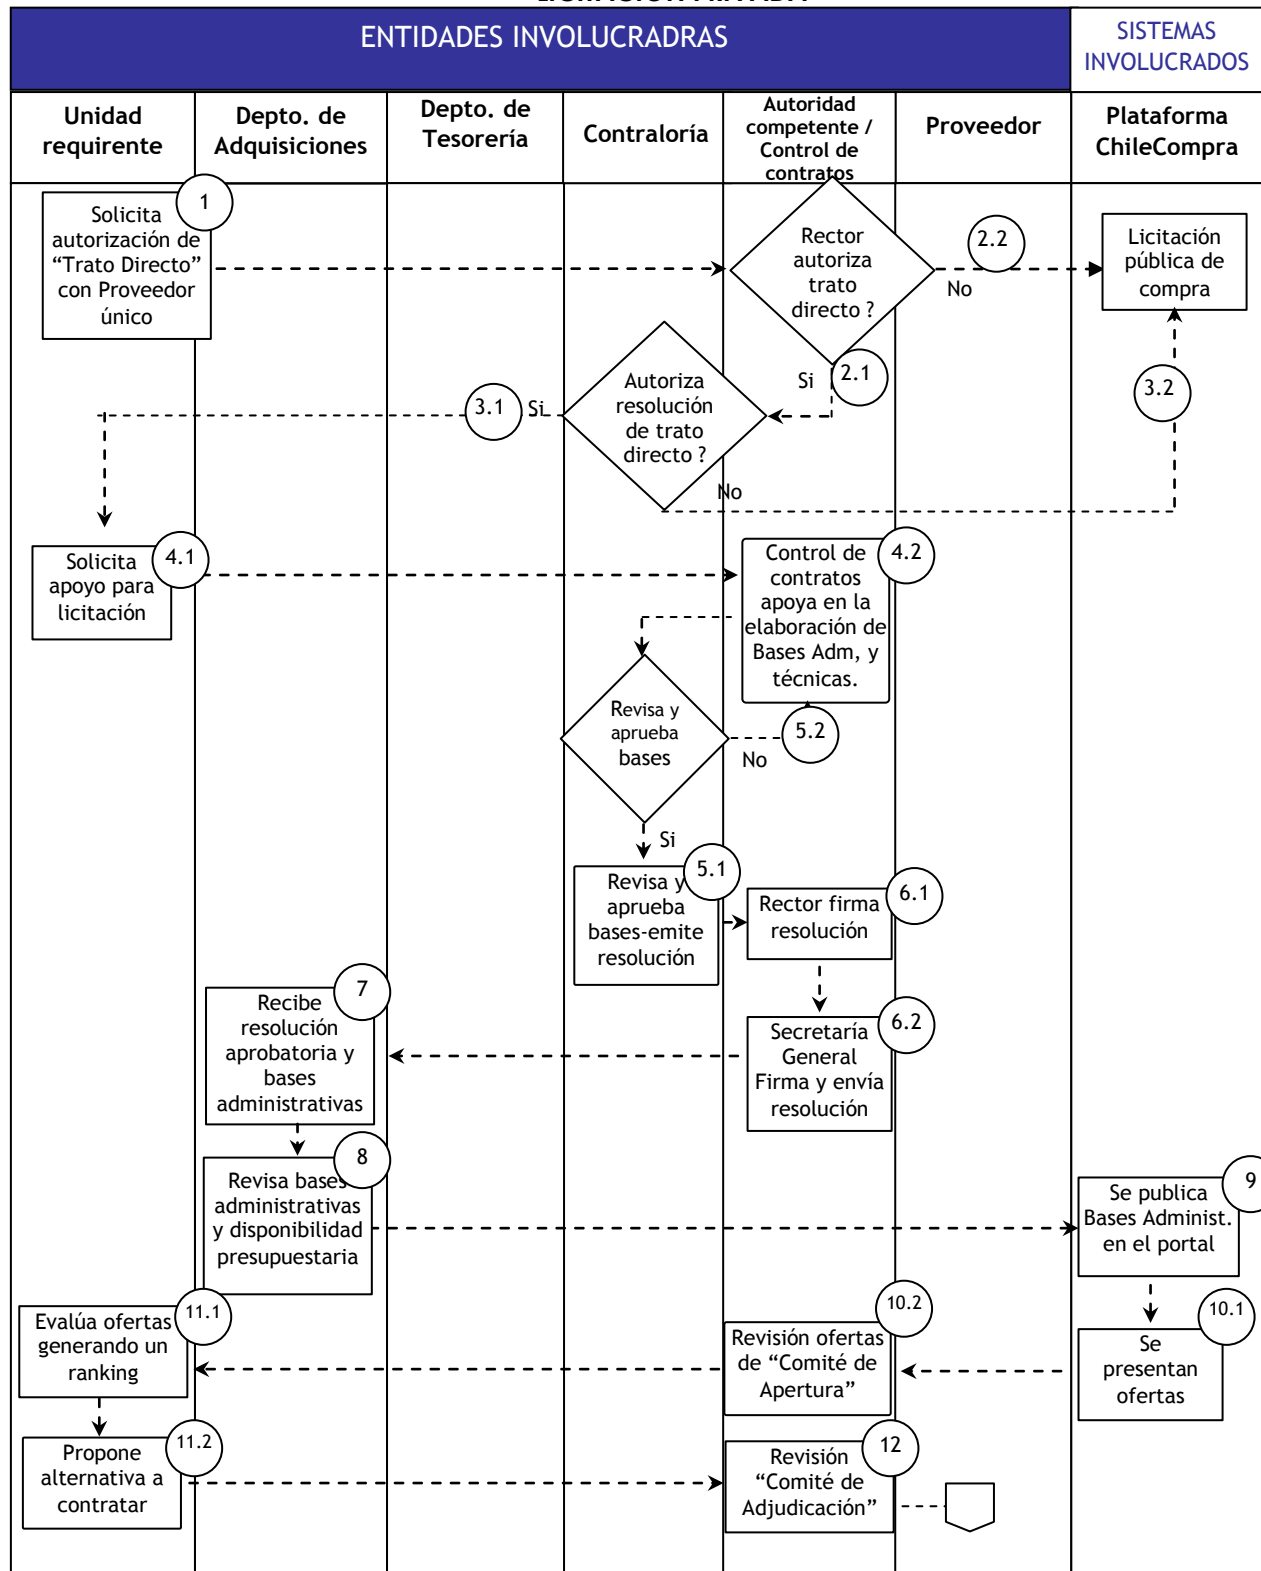 ENTIDADES INVOLUCRADRAS
SISTEMAS
INVOLUCRADOS
Unidad
requirente
Depto. de
Adquisiciones
Depto. de
Tesorería
Contraloría
Autoridad
competente /
Control de
contratos
Proveedor
Plataforma
ChileCompra
1
Solicita
autorización de
“Trato Directo”
con Proveedor
único
Rector
autoriza
trato
directo ?
2.2
No
Licitación
pública de
compra
Si
2.1
3.2
3.1
Si
Autoriza
resolución
de trato
directo ?
No
4.1
Solicita
apoyo para
licitación
4.2
Control de
contratos
apoya en la
elaboración de
Bases Adm, y
técnicas.
Revisa y
aprueba
bases
5.2
No
Si
5.1
Revisa y
aprueba
bases-emite
resolución
6.1
Rector firma
resolución
7
Recibe
resolución
aprobatoria y
bases
administrativas
6.2
Secretaría
General
Firma y envía
resolución
8
Revisa bases
administrativas
y disponibilidad
presupuestaria
9
Se publica
Bases Administ.
en el portal
11.1
Evalúa ofertas
generando un
ranking
10.2
Revisión ofertas
de “Comité de
Apertura”
10.1
Se
presentan
ofertas
11.2
Propone
alternativa a
contratar
12
Revisión
“Comité de
Adjudicación”